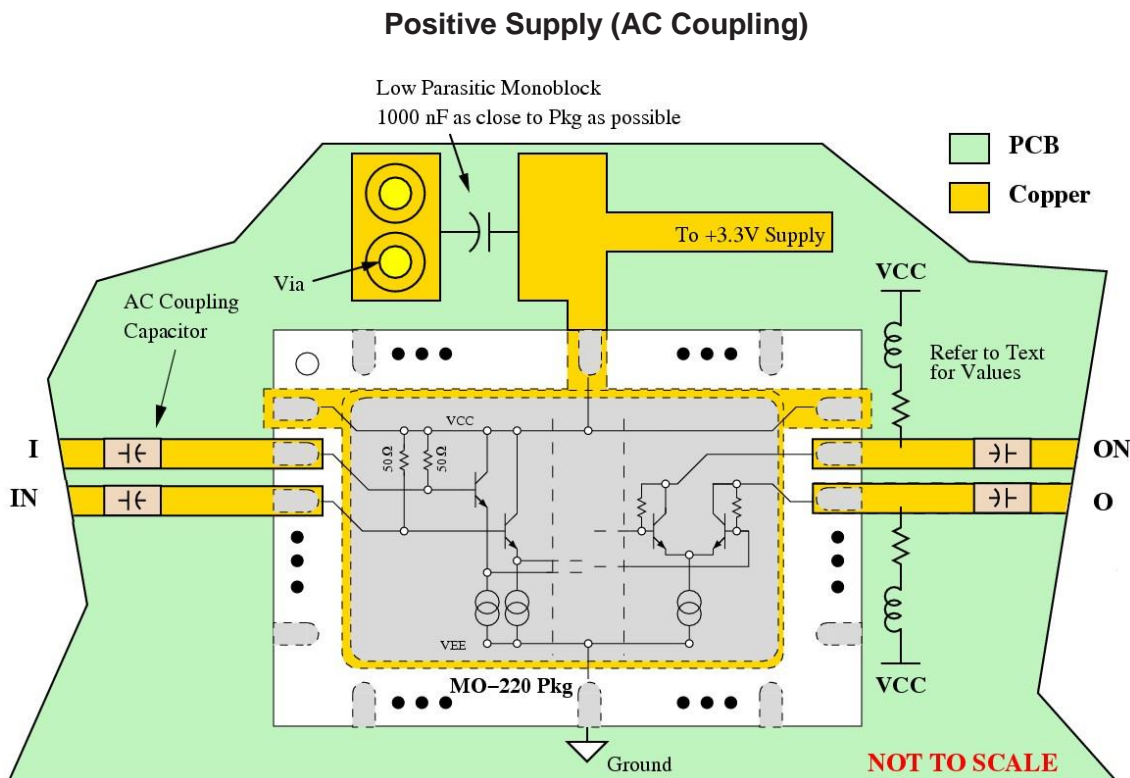 Positive Supply (AC Coupling)
Low Parasitic Monoblock
1000 nF as close to Pkg as possible
PCB
Copper
To +3.3V Supply
Via
VCC
AC Coupling
Capacitor
Refer to Text
for Values
VCC
I
50 Ω
50 Ω
ON
IN
O
VEE
MO−220 Pkg
VCC
Ground
NOT TO SCALE